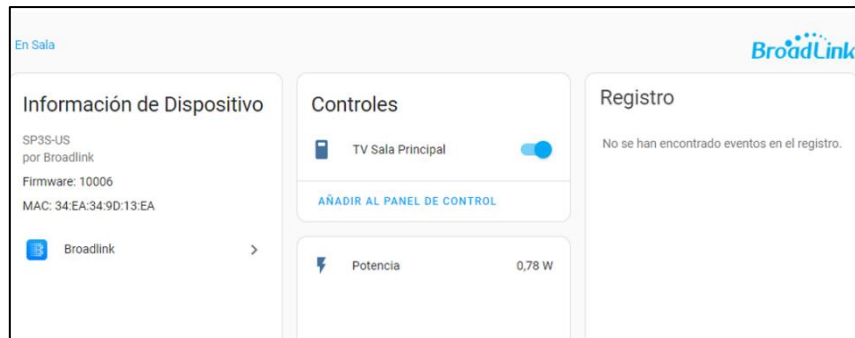 En Sala
BroadLink
Información de Dispositivo
SP3S-US
por Broadlink
Firmware: 10006
MAC: 34:EA:34:9D:13:EA
Broadlink
Controles
TV Sala Principal
AÑADIR AL PANEL DE CONTROL
Potencia 0,78 W
Registro
No se han encontrado eventos en el registro.